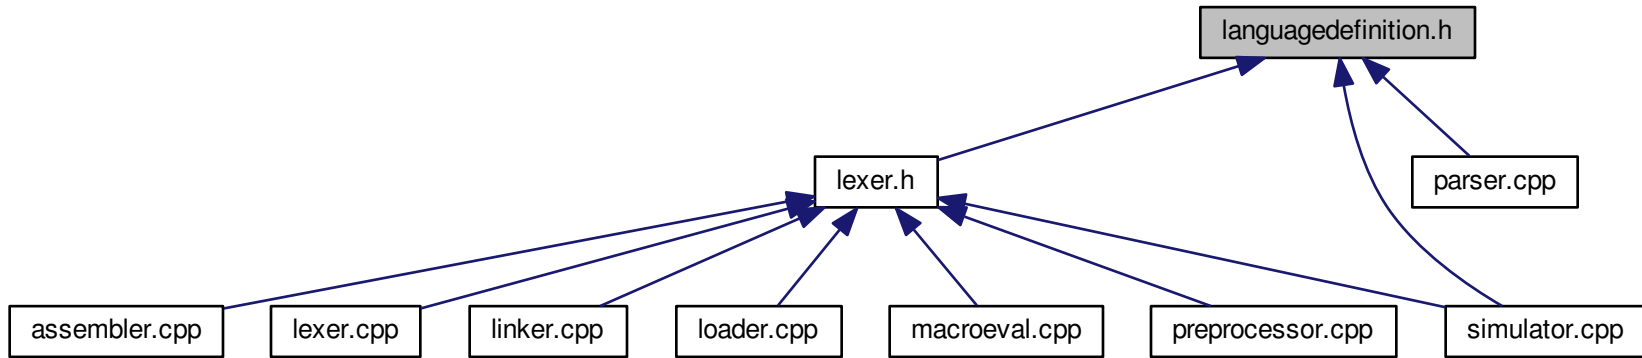 languagedefinition.h
lexer.h
parser.cpp
assembler.cpp
lexer.cpp
linker.cpp
loader.cpp
macroeval.cpp
preprocessor.cpp
simulator.cpp